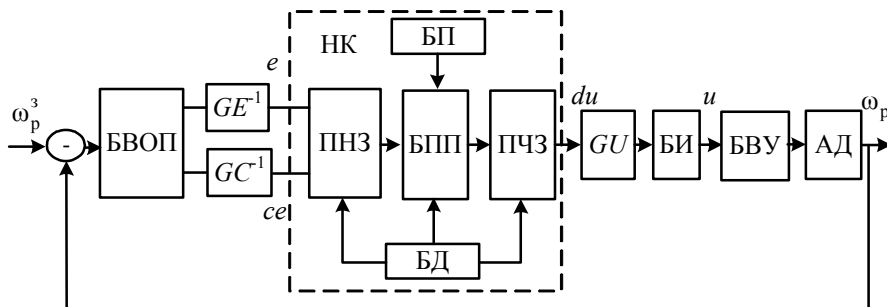 НК
БП
e
du
u
ω_р^з
ω_р
-
БВОП
GE⁻¹
GC⁻¹
ПНЗ
БПП
ПЧЗ
GU
БИ
БВУ
АД
ce
БД